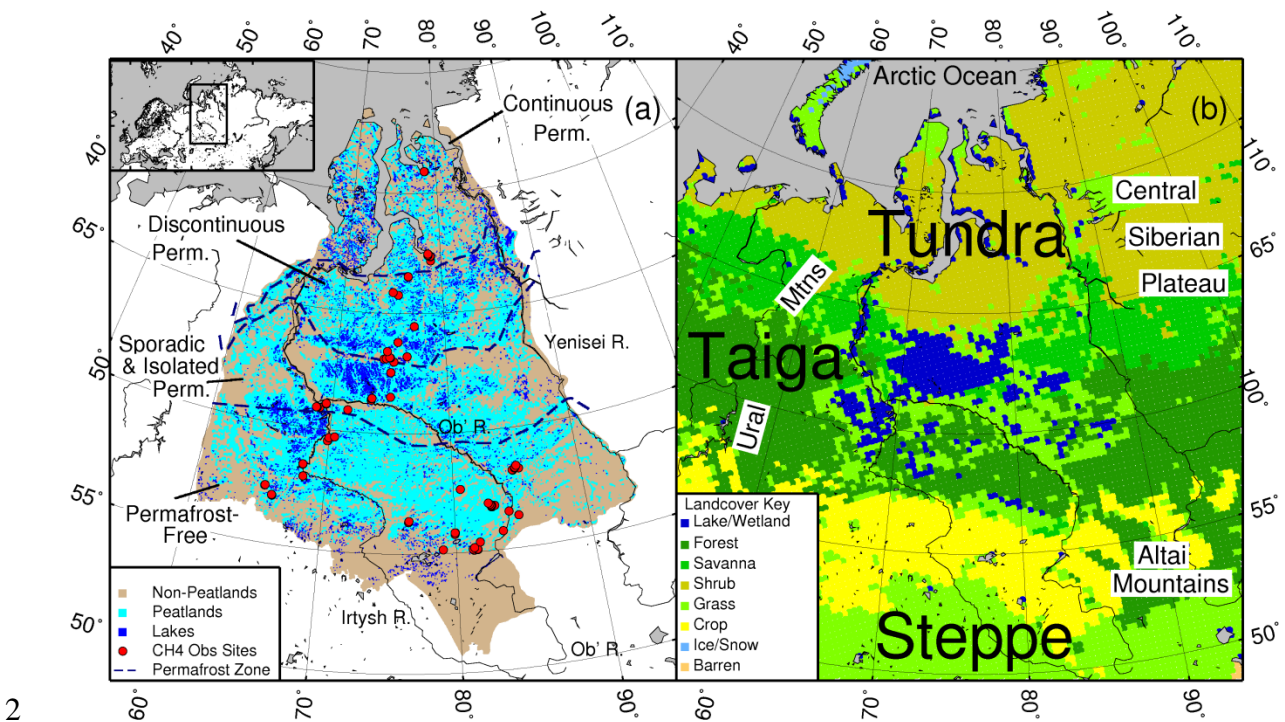 40° 50° 60° 70° 80° 90° 100°
40° 50° 60° 70° 80° 90° 100°
(a)
Continuous
Perm.
40°
65°
Discontinuous
Perm.
Sporadic
& Isolated
Perm.
50°
Yenisei R.
Ob' R.
55°
Permafrost-
Free
50°
Irtysh R.
Ob' R.
Non-Peatlands
Peatlands
Lakes
CH4 Obs Sites
Permafrost Zone
60° 70° 80° 90°
Arctic Ocean
(b)
110°
Central
Siberian
Plateau
65°
Tundra
Mtns
Taiga
Ural
100°
55°
Altai
Mountains
50°
Steppe
Landcover Key
Lake/Wetland
Forest
Savanna
Shrub
Grass
Crop
Ice/Snow
Barren
60° 70° 80° 90°
2